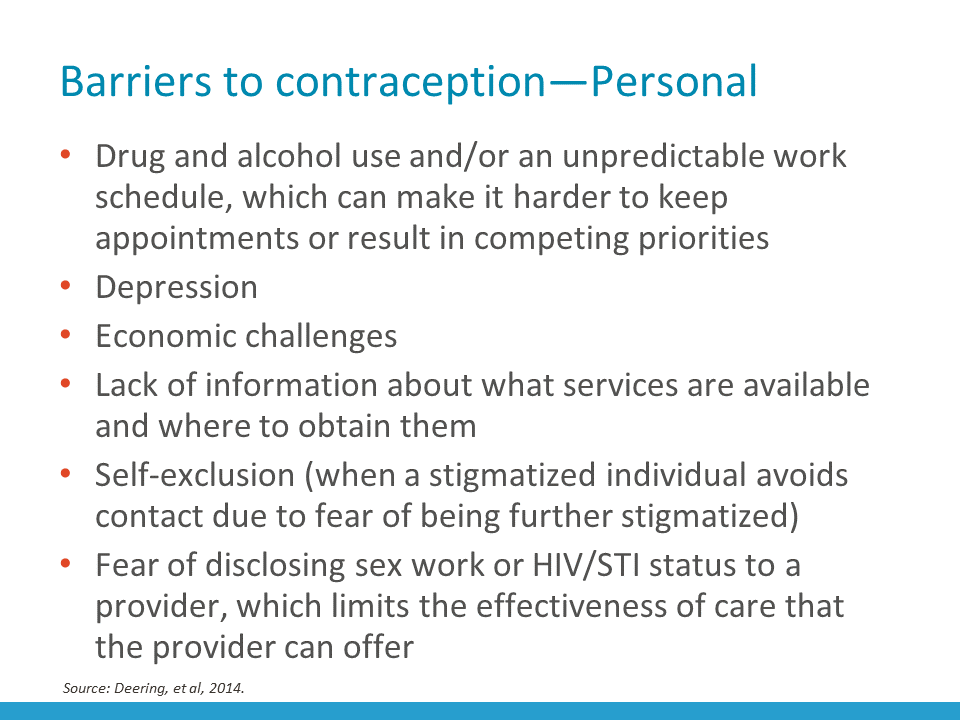 Barriers to contraception—Personal
• Drug and alcohol use and/or an unpredictable work
schedule, which can make it harder to keep
appointments or result in competing priorities
• Depression
• Economic challenges
• Lack of information about what services are available
and where to obtain them
• Self-exclusion (when a stigmatized individual avoids
contact due to fear of being further stigmatized)
• Fear of disclosing sex work or HIV/STI status to a
provider, which limits the effectiveness of care that
the provider can offer
Source: Deering, et al, 2014.